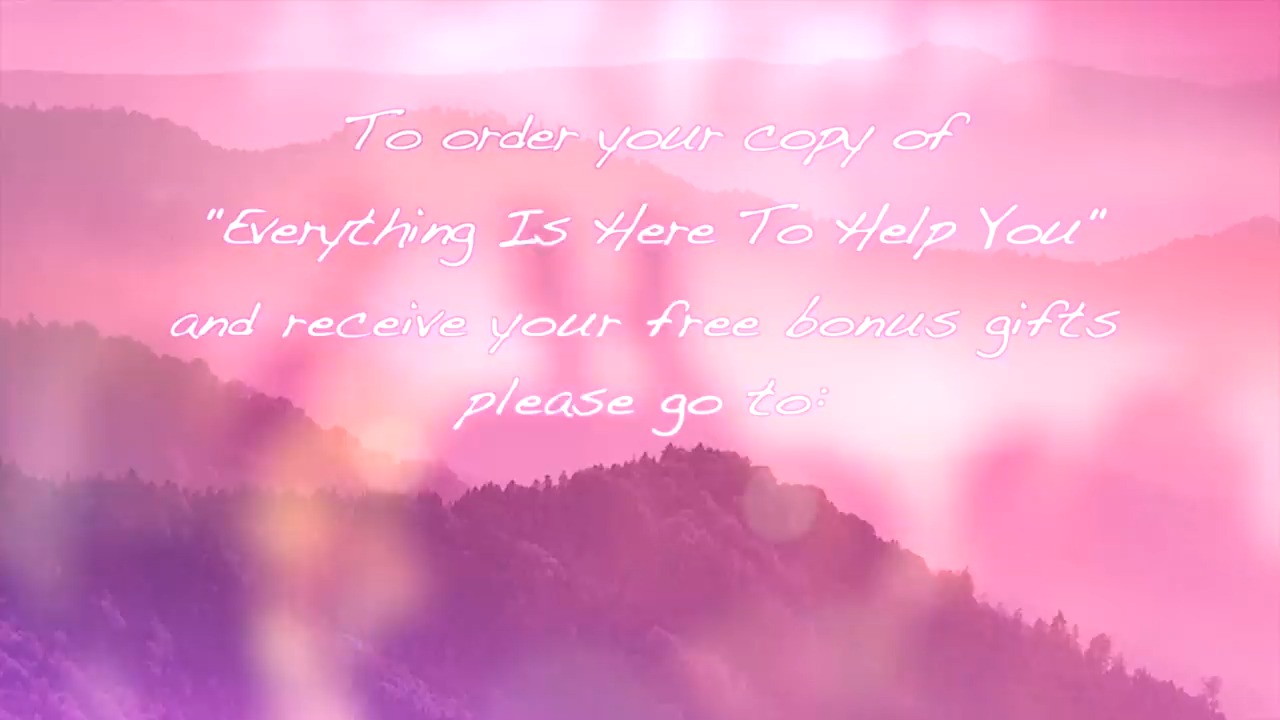 To order your copy of
"Everything Is Here To Help You"
and receive your free bonus gifts
please go to: